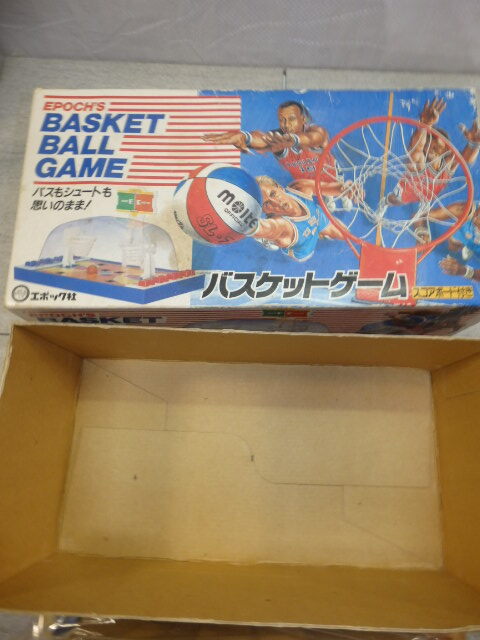 EPOCH'S
BASKET
BALL
GAME
パスもシュートも
思いのまま!
molten
バスケットゲーム
スコアボード付き
エポック社
EPOCH'S
BASKET